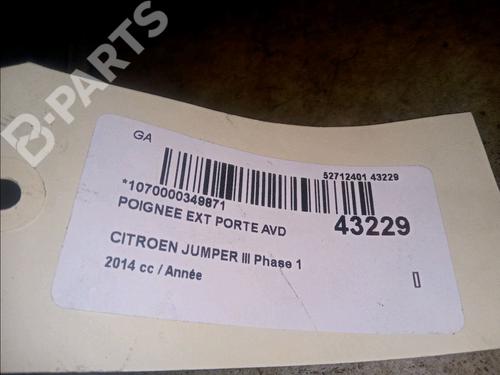 B-PARTS
GA
52712401 43229
*1070000349871
POIGNEE EXT PORTE AVD
43229
CITROEN JUMPER III Phase 1
2014 cc / Année